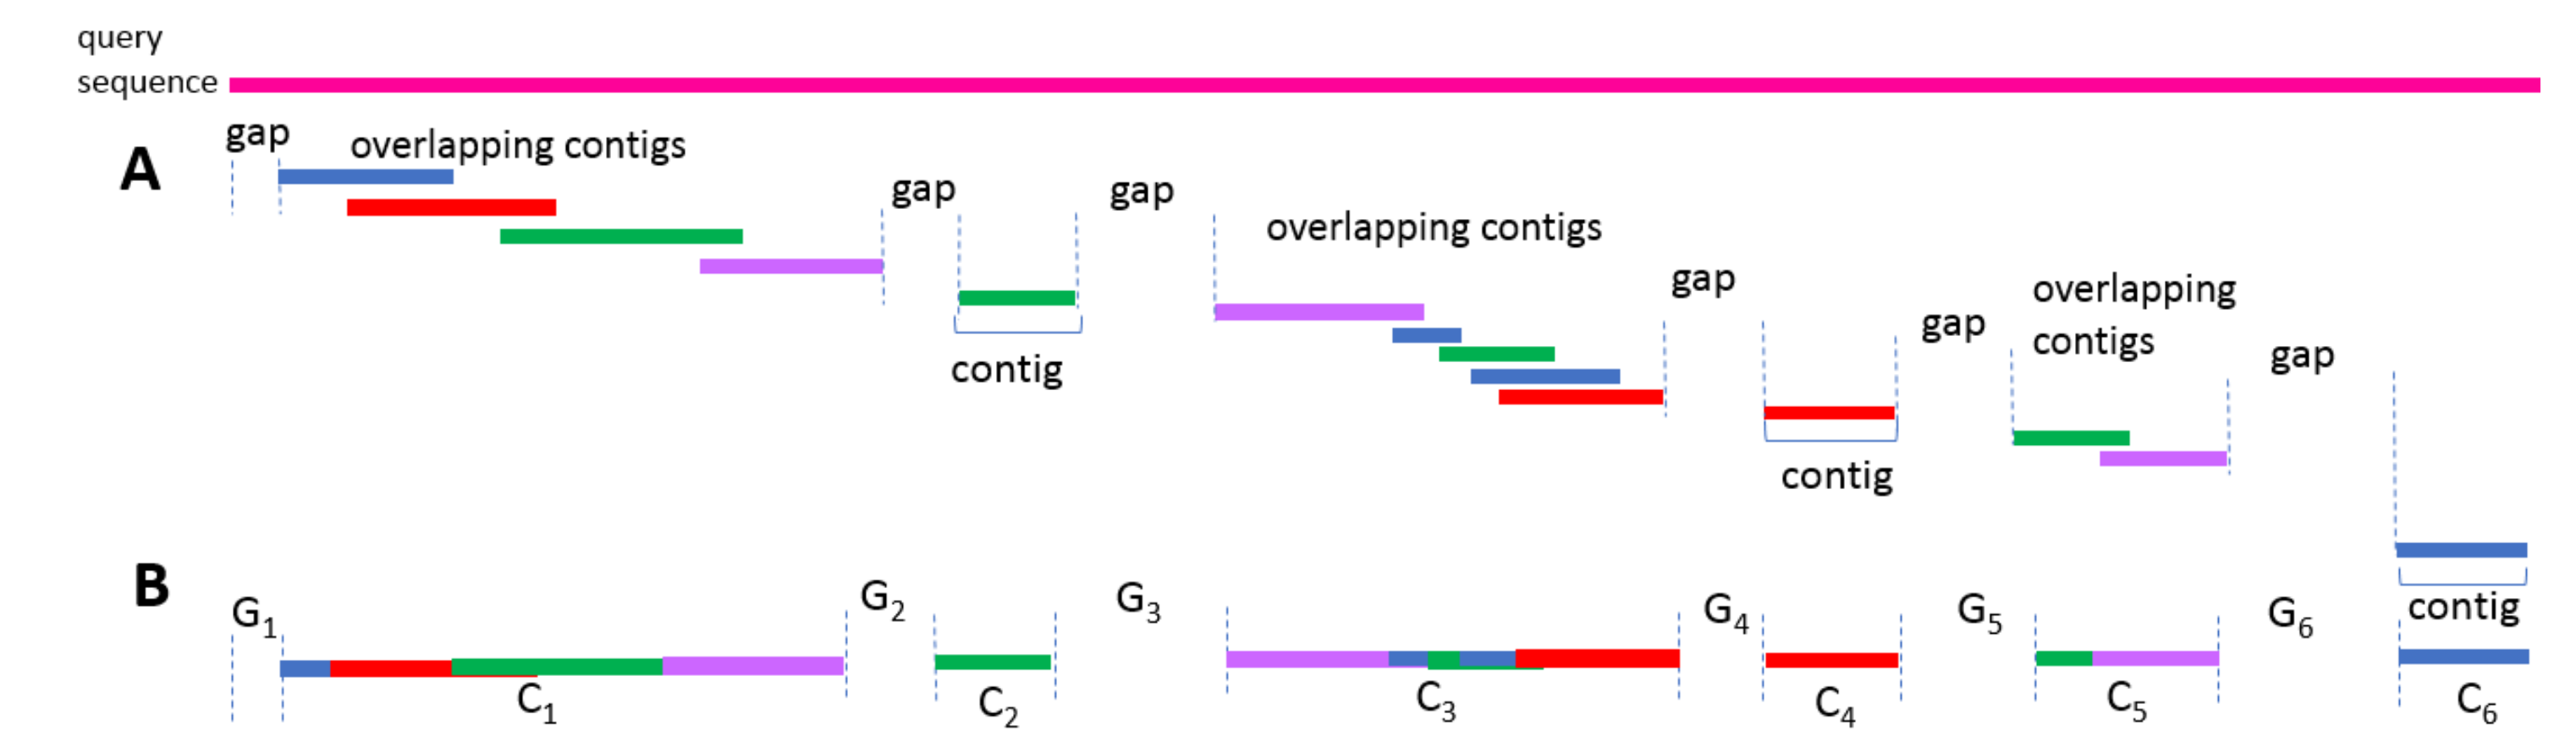 query
sequence
gap
overlapping contigs
A
gap
gap
overlapping contigs
gap
overlapping
contigs
gap
gap
contig
contig
contig
B
G₁
G₂
G₃
G₄
G₅
G₆
C₁
C₂
C₃
C₄
C₅
C₆